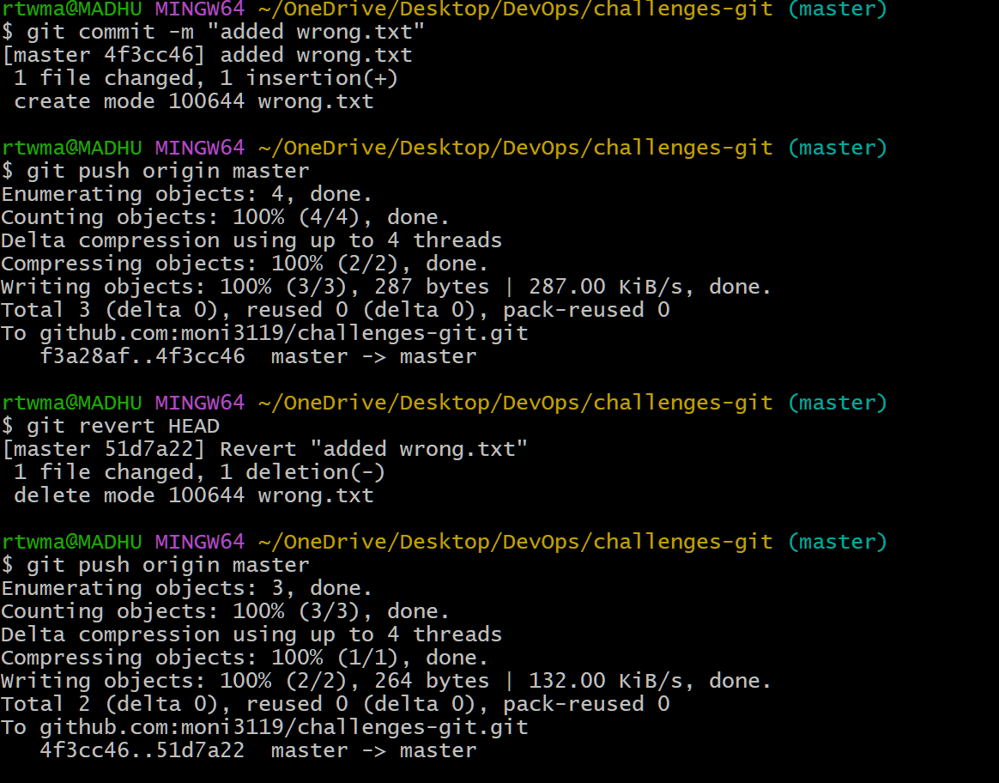 rtwma@MADHU MINGW64 ~/OneDrive/Desktop/DevOps/challenges-git (master)
$ git commit -m "added wrong.txt"
[master 4f3cc46] added wrong.txt
 1 file changed, 1 insertion(+)
 create mode 100644 wrong.txt

rtwma@MADHU MINGW64 ~/OneDrive/Desktop/DevOps/challenges-git (master)
$ git push origin master
Enumerating objects: 4, done.
Counting objects: 100% (4/4), done.
Delta compression using up to 4 threads
Compressing objects: 100% (2/2), done.
Writing objects: 100% (3/3), 287 bytes | 287.00 KiB/s, done.
Total 3 (delta 0), reused 0 (delta 0), pack-reused 0
To github.com:moni3119/challenges-git.git
   f3a28af..4f3cc46  master -> master

rtwma@MADHU MINGW64 ~/OneDrive/Desktop/DevOps/challenges-git (master)
$ git revert HEAD
[master 51d7a22] Revert "added wrong.txt"
 1 file changed, 1 deletion(-)
 delete mode 100644 wrong.txt

rtwma@MADHU MINGW64 ~/OneDrive/Desktop/DevOps/challenges-git (master)
$ git push origin master
Enumerating objects: 3, done.
Counting objects: 100% (3/3), done.
Delta compression using up to 4 threads
Compressing objects: 100% (1/1), done.
Writing objects: 100% (2/2), 264 bytes | 132.00 KiB/s, done.
Total 2 (delta 0), reused 0 (delta 0), pack-reused 0
To github.com:moni3119/challenges-git.git
   4f3cc46..51d7a22  master -> master